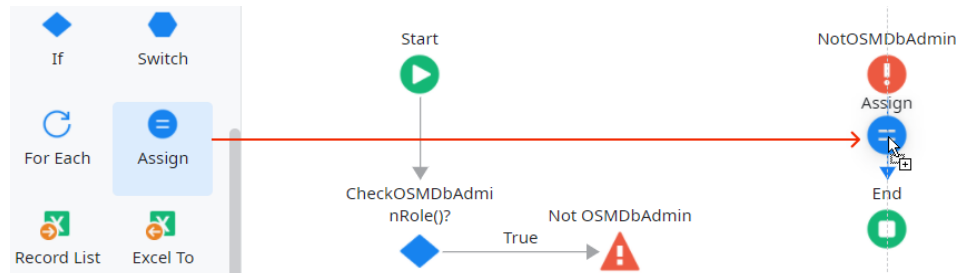 If
Switch
For Each
Assign
Record List
Excel To
Start
CheckOSMDbAdmi
nRole()?
True
Not OSMDbAdmin
NotOSMDbAdmin
Assign
End